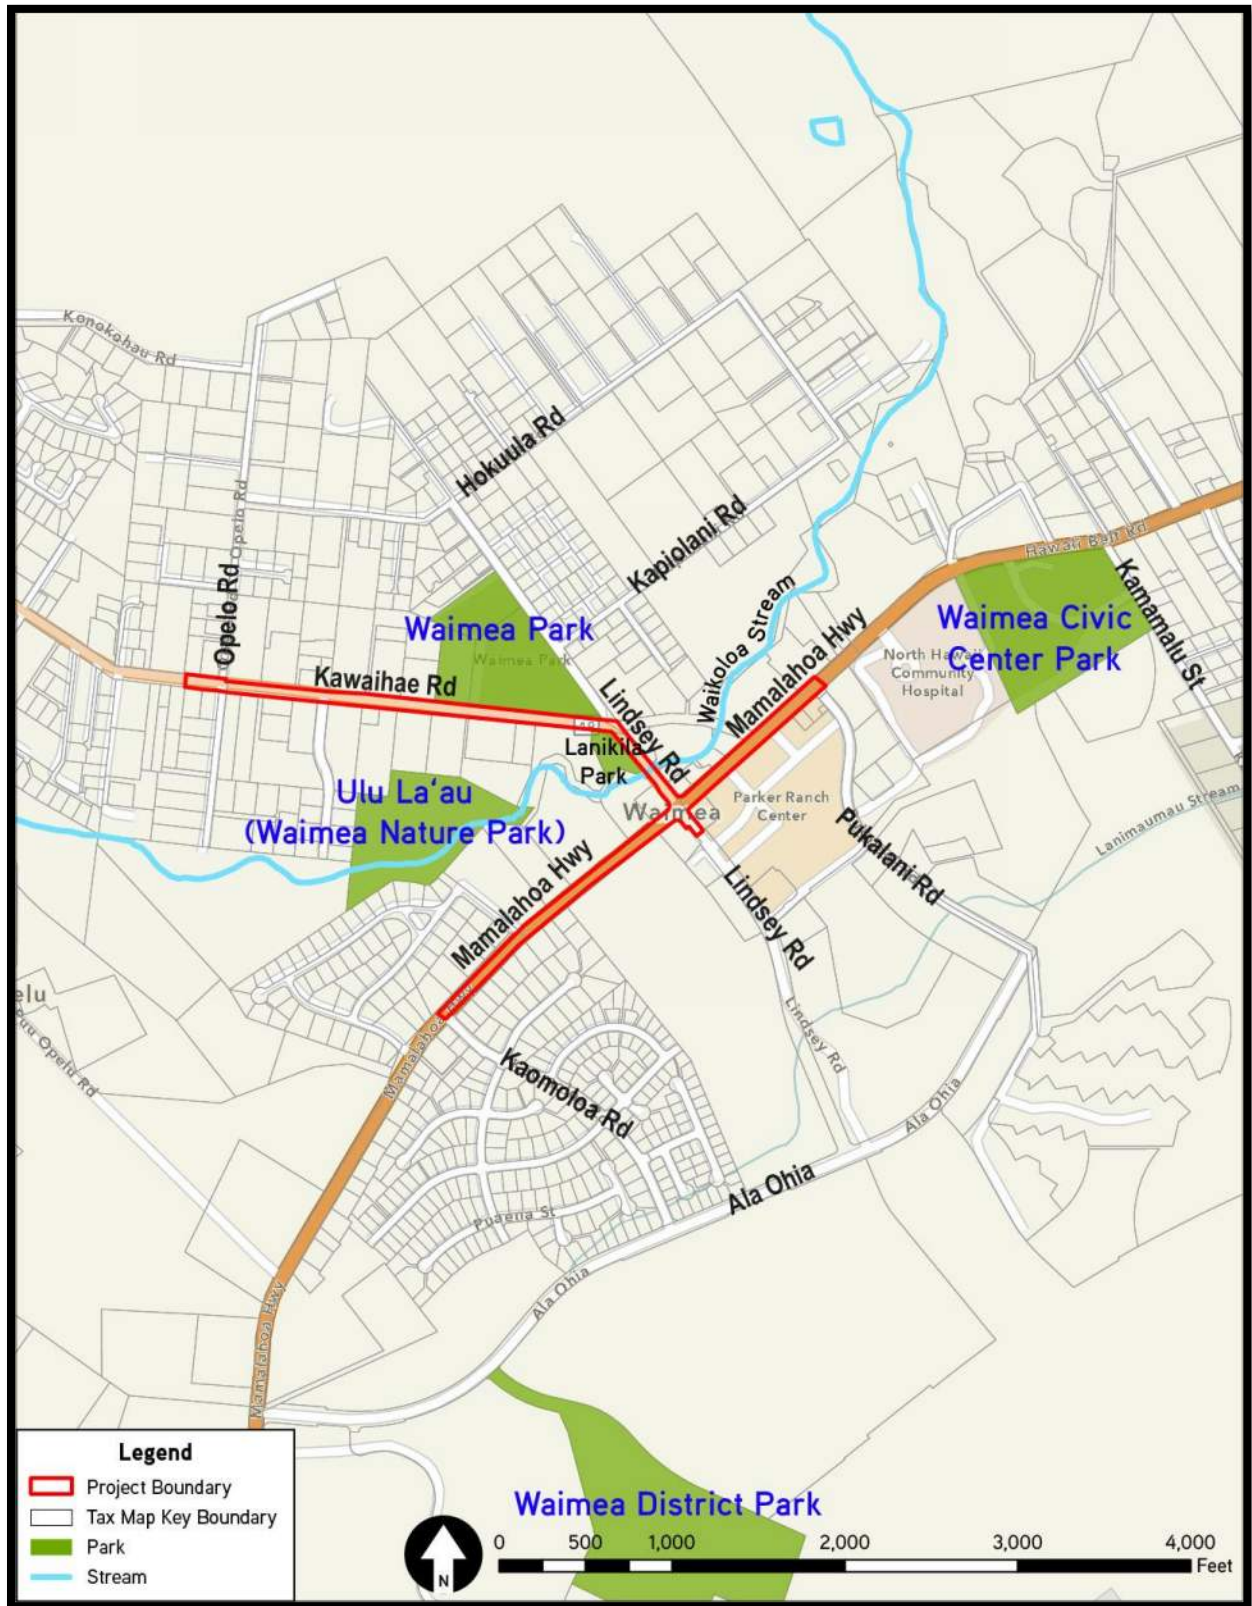 Konokohau Rd
Hokuula Rd
Opelo Rd
Kapiolani Rd
Hawaii Belt Rd
Kamamalu St
Opelo Rd
Waimea Park
Waimea Park
Waikoloa Stream
Mamalahoa Hwy
Waimea Civic
Center Park
North Hawaii
Community
Hospital
Kawaihae Rd
Lindsey Rd
Lanikila
Park
Ulu La‘au
(Waimea Nature Park)
Waimea
Parker Ranch
Center
Pukalani Rd
Lanimaumau Stream
Mamalahoa Hwy
Lindsey Rd
elu
Puu Opelu Rd
Mamalahoa Hwy
Lindsey Rd
Kaomoloa Rd
Ala Ohia
Ala Ohia
Puaena St
Ala Ohia
Mamalahoa Hwy
Legend
Project Boundary
Tax Map Key Boundary
Park
Stream
Waimea District Park
N
0 500 1,000 2,000 3,000 4,000
Feet